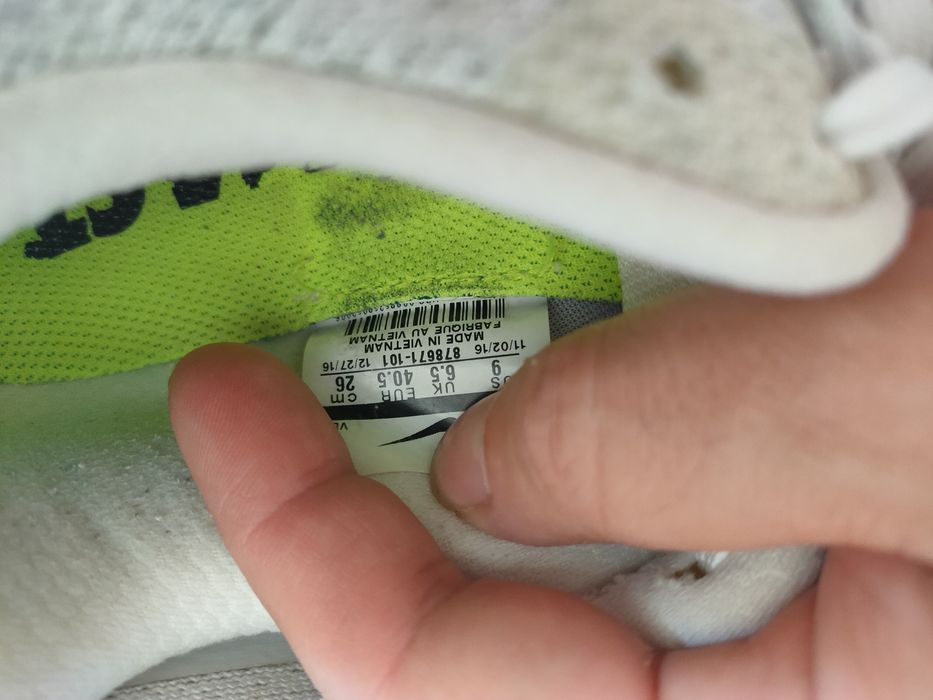 US UK EUR cm
9 6.5 40.5 26
11/02/16 878671-101 12/27/16
MADE IN VIETNAM
FABRIQUE AU VIETNAM